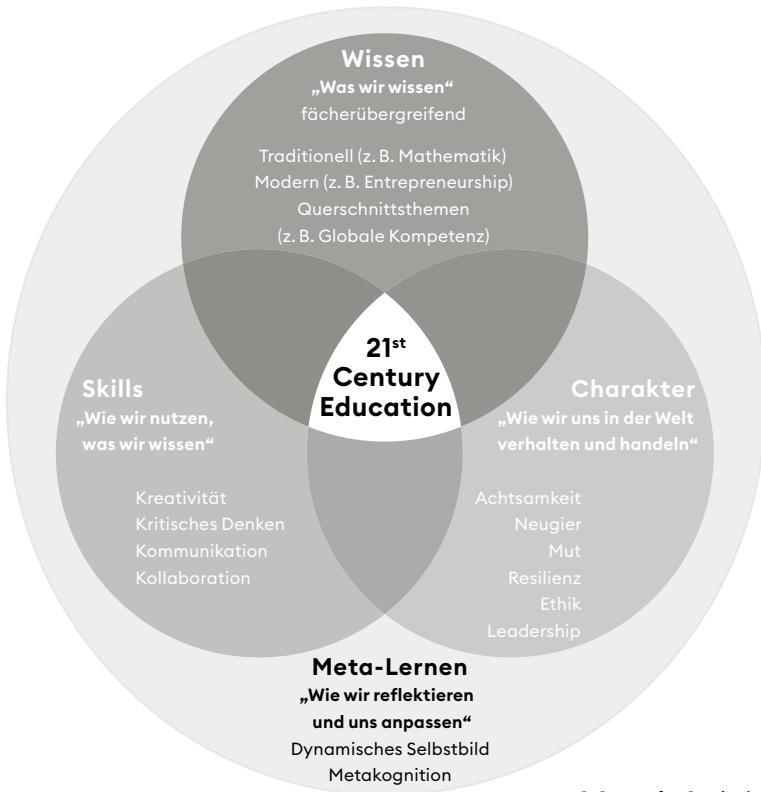 Wissen
„Was wir wissen“
fächerübergreifend
Traditionell (z. B. Mathematik)
Modern (z. B. Entrepreneurship)
Querschnittsthemen
(z. B. Globale Kompetenz)
21st
Century
Education
Skills
„Wie wir nutzen,
was wir wissen“
Kreativität
Kritisches Denken
Kommunikation
Kollaboration
Charakter
„Wie wir uns in der Welt
verhalten und handeln“
Achtsamkeit
Neugier
Mut
Resilienz
Ethik
Leadership
Meta-Lernen
„Wie wir reflektieren
und uns anpassen“
Dynamisches Selbstbild
Metakognition